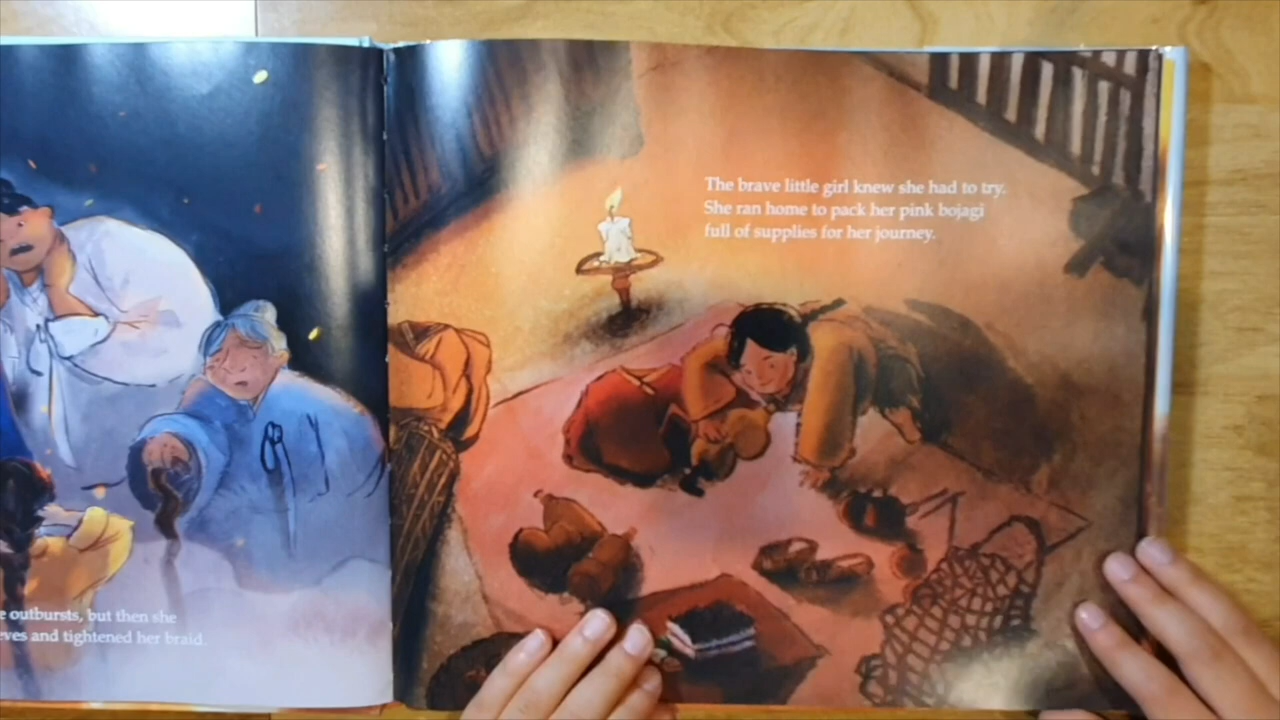 outbursts, but then she
and tightened her braid.
The brave little girl knew she had to try.
She ran home to pack her pink bojagi
full of supplies for her journey.